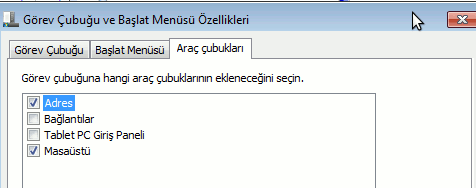 Görev Çubuğu ve Başlat Menüsü Özellikleri
Görev Çubuğu Başlat Menüsü Araç çubukları
Görev çubuğuna hangi araç çubuklarının ekleneceğini seçin.
Adres
Bağlantılar
Tablet PC Giriş Paneli
Masaüstü